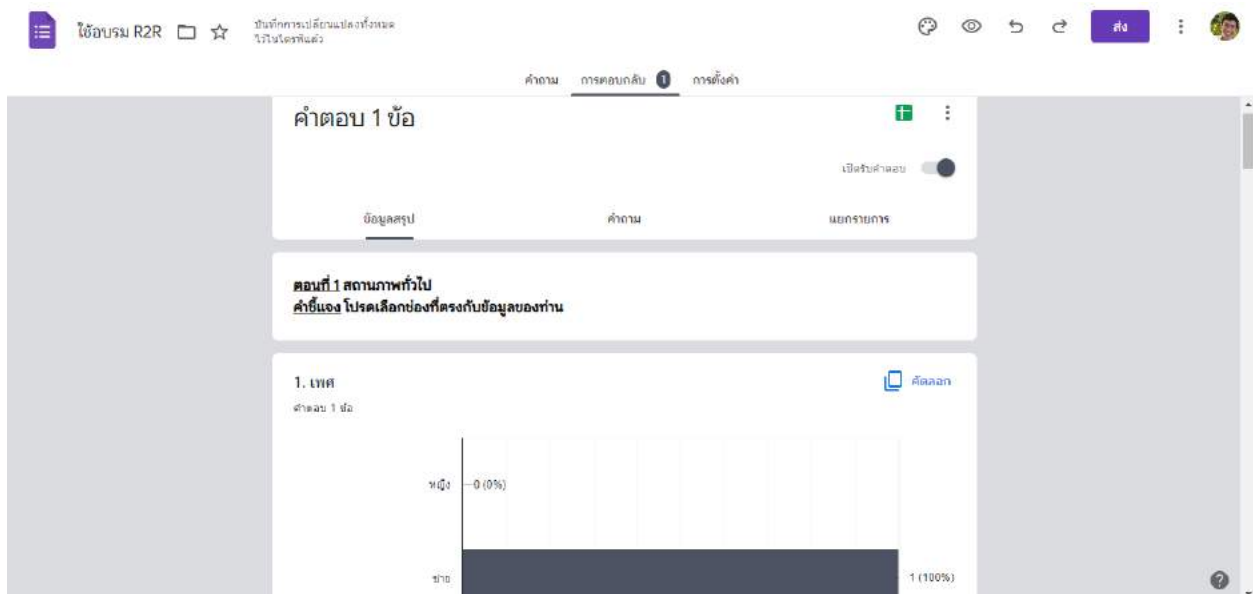 ใช้อบรม R2R
บันทึกการเปลี่ยนแปลงทั้งหมด
ไว้ในไดรฟ์แล้ว
ส่ง
คำถาม การตอบกลับ 1 การตั้งค่า
คำตอบ 1 ข้อ
เปิดรับคำตอบ
ข้อมูลสรุป คำถาม แยกรายการ
ตอนที่ 1 สถานภาพทั่วไป
คำชี้แจง โปรดเลือกช่องที่ตรงกับข้อมูลของท่าน
1. เพศ
คัดลอก
คำตอบ 1 ข้อ
หญิง 0 (0%)
ชาย 1 (100%)